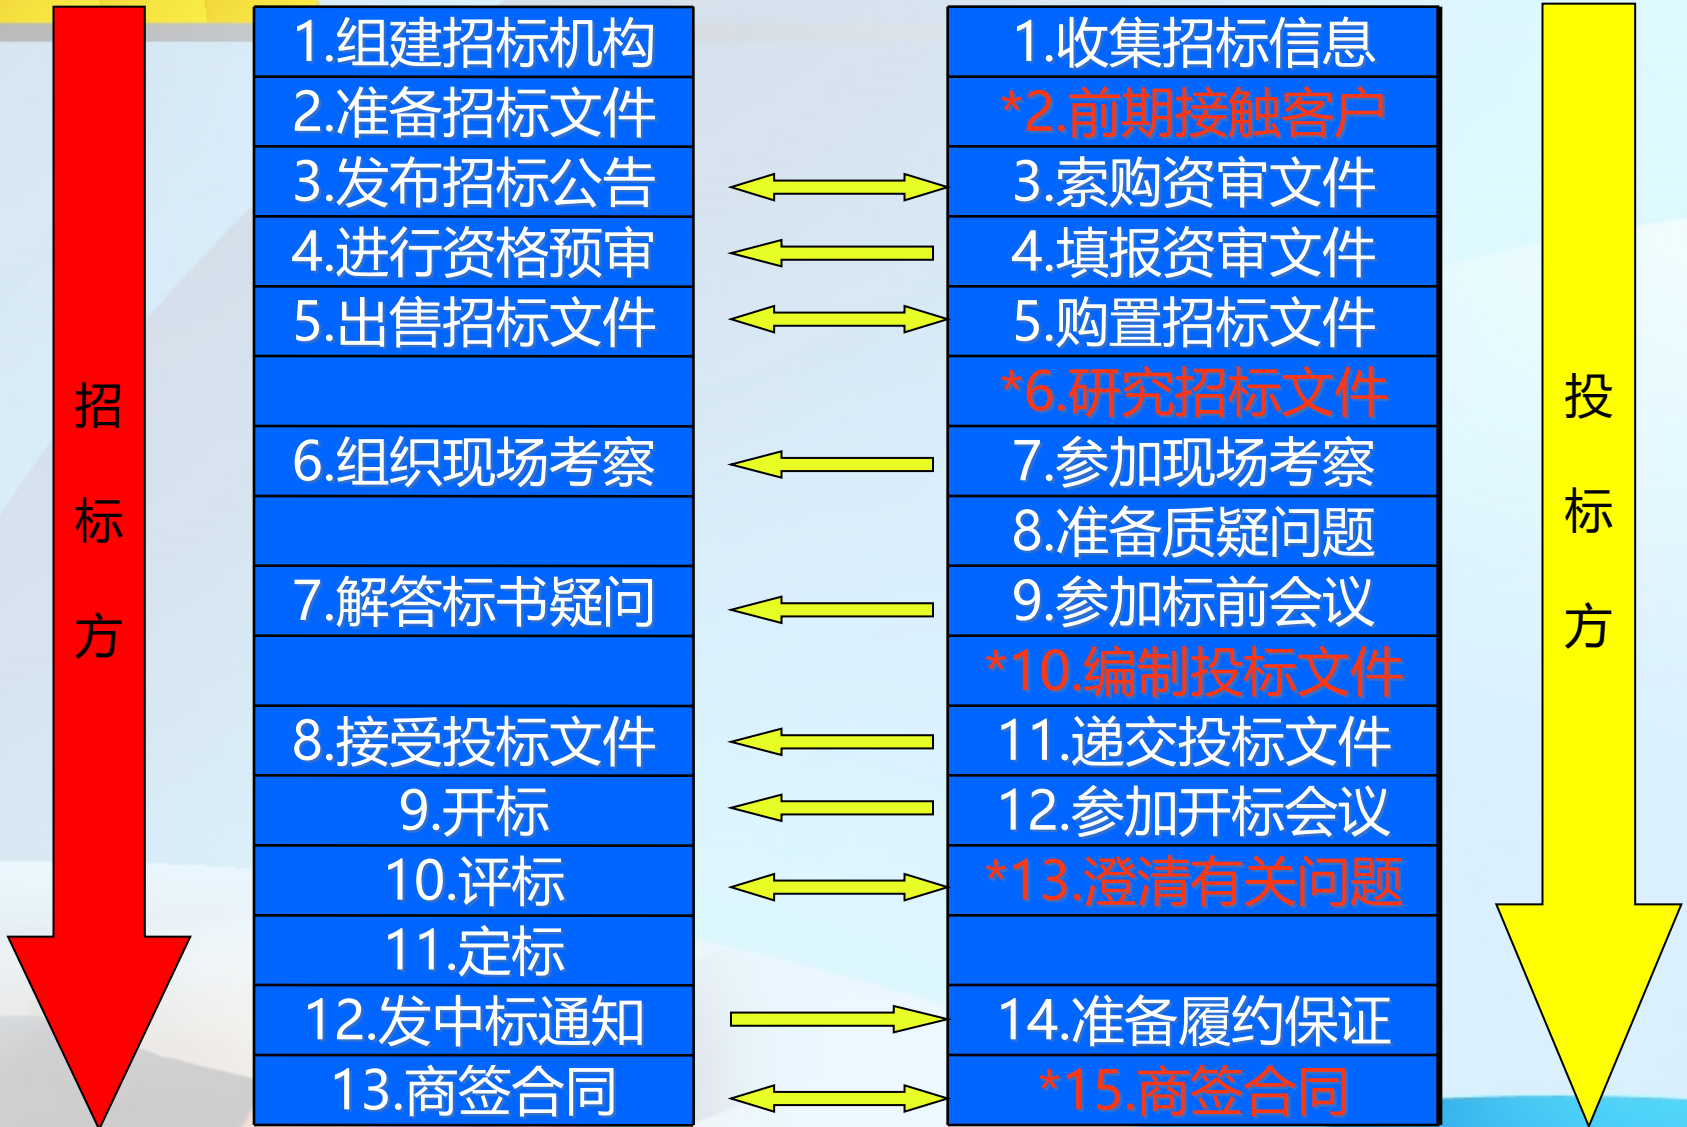 招标方
1.组建招标机构
2.准备招标文件
3.发布招标公告
4.进行资格预审
5.出售招标文件
6.组织现场考察
7.解答标书疑问
8.接受投标文件
9.开标
10.评标
11.定标
12.发中标通知
13.商签合同
1.收集招标信息
*2.前期接触客户
3.索购资审文件
4.填报资审文件
5.购置招标文件
*6.研究招标文件
7.参加现场考察
8.准备质疑问题
9.参加标前会议
*10.编制投标文件
11.递交投标文件
12.参加开标会议
*13.澄清有关问题
14.准备履约保证
*15.商签合同
投标方